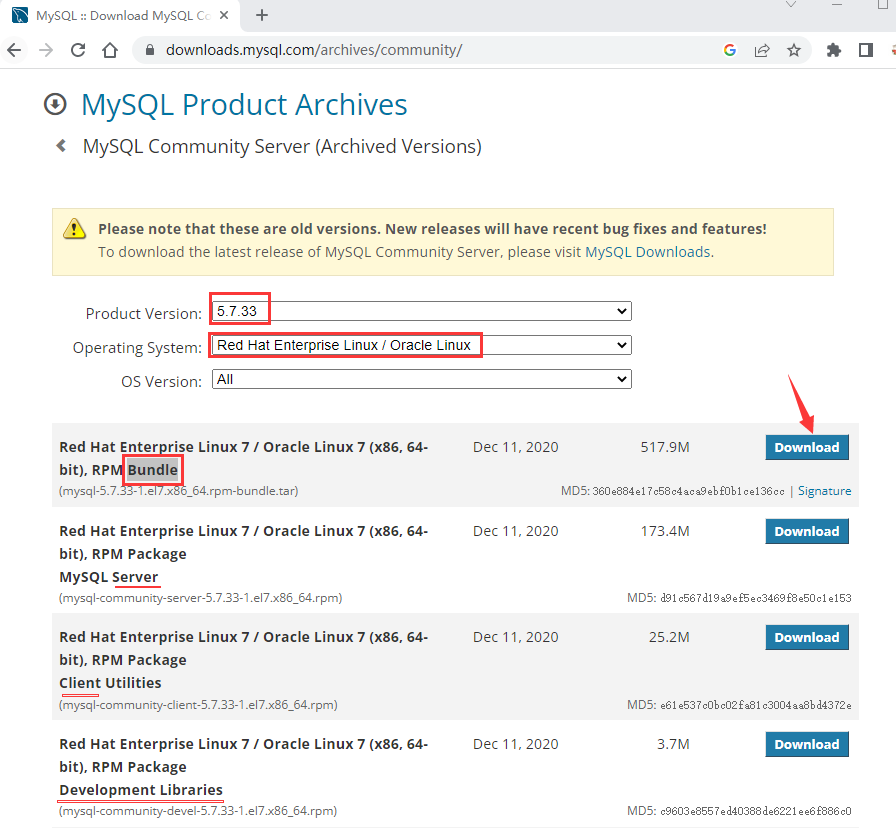 MySQL :: Download MySQL Co
downloads.mysql.com/archives/community/
MySQL Product Archives
MySQL Community Server (Archived Versions)
Please note that these are old versions. New releases will have recent bug fixes and features!
To download the latest release of MySQL Community Server, please visit MySQL Downloads.
Product Version: 5.7.33
Operating System: Red Hat Enterprise Linux / Oracle Linux
OS Version: All
Red Hat Enterprise Linux 7 / Oracle Linux 7 (x86, 64- Dec 11, 2020 517.9M Download
bit), RPM Bundle
(mysql-5.7.33-1.el7.x86_64.rpm-bundle.tar) MD5: 360e884e17c58c4aca9ebf0b1ce136cc | Signature
Red Hat Enterprise Linux 7 / Oracle Linux 7 (x86, 64- Dec 11, 2020 173.4M Download
bit), RPM Package
MySQL Server
(mysql-community-server-5.7.33-1.el7.x86_64.rpm) MD5: d91c567d19a9ef5ec3469f8e50c1e153
Red Hat Enterprise Linux 7 / Oracle Linux 7 (x86, 64- Dec 11, 2020 25.2M Download
bit), RPM Package
Client Utilities
(mysql-community-client-5.7.33-1.el7.x86_64.rpm) MD5: e61e537c0bc02fa81c3004aa8bd4372e
Red Hat Enterprise Linux 7 / Oracle Linux 7 (x86, 64- Dec 11, 2020 3.7M Download
bit), RPM Package
Development Libraries
(mysql-community-devel-5.7.33-1.el7.x86_64.rpm) MD5: c9603e8557ed40388de6221ee6f886c0